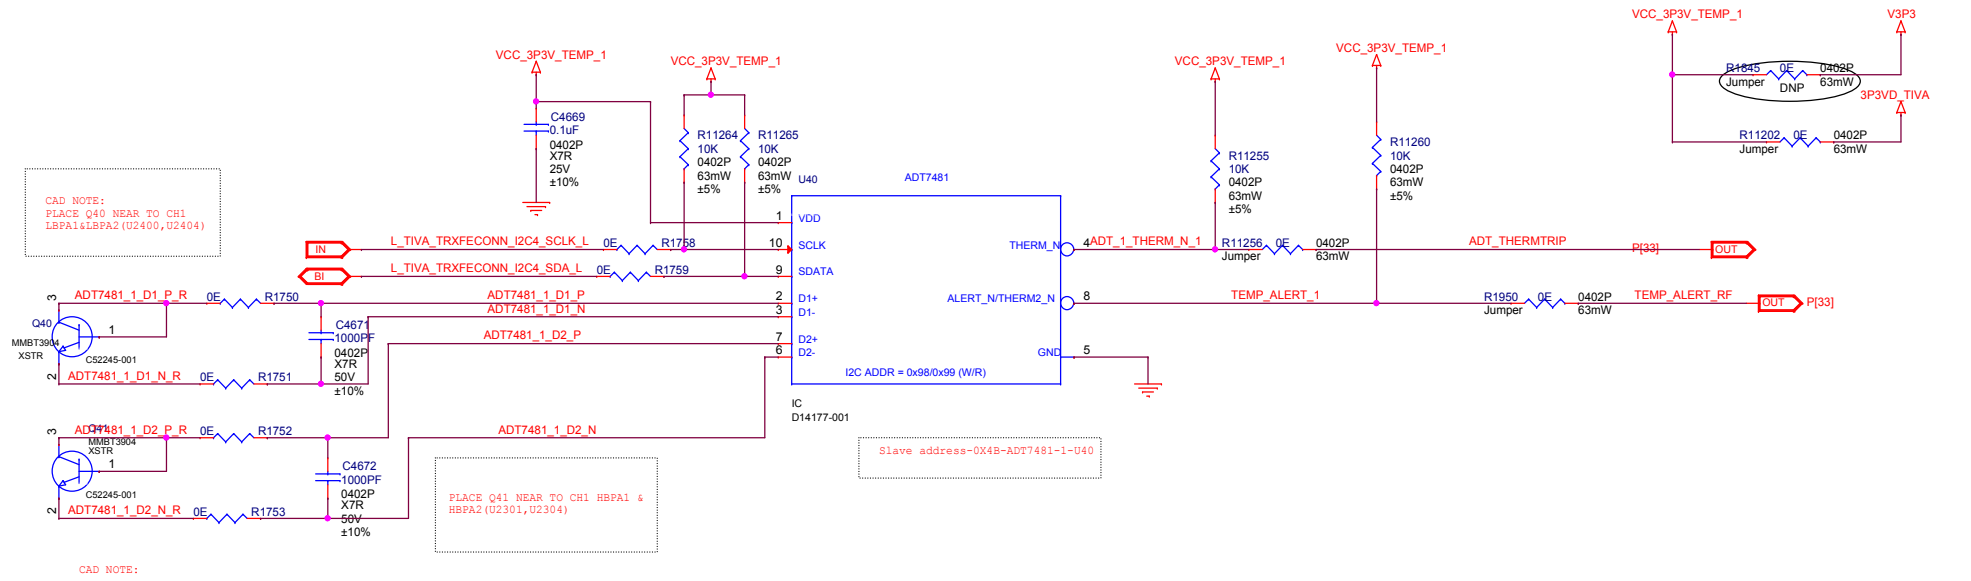 VCC_3P3V_TEMP_1
V3P3
VCC_3P3V_TEMP_1
VCC_3P3V_TEMP_1
VCC_3P3V_TEMP_1
VCC_3P3V_TEMP_1
R1845 0E 0402P
Jumper DNP 63mW
3P3VD_TIVA
R11202 0E 0402P
Jumper 63mW
C4669
0.1uF
0402P
X7R
25V
±10%
R11264
10K
0402P
63mW
±5%
R11265
10K
0402P
63mW
±5%
R11255
10K
0402P
63mW
±5%
R11260
10K
0402P
63mW
±5%
CAD NOTE:
PLACE Q40 NEAR TO CH1
LBPA1&LBPA2(U2400,U2404)
U40
ADT7481
1 VDD
IN L_TIVA_TRXFECONN_I2C4_SCLK_L 0E R1758 10 SCLK
BI L_TIVA_TRXFECONN_I2C4_SDA_L 0E R1759 9 SDATA
THERM_N 4 ADT_1_THERM_N_1 R11256 0E 0402P ADT_THERMTRIP P[33] OUT
Jumper 63mW
3 ADT7481_1_D1_P_R 0E R1750 ADT7481_1_D1_P 2 D1+
ADT7481_1_D1_N 3 D1-
ALERT_N/THERM2_N 8 TEMP_ALERT_1 R1950 0E 0402P TEMP_ALERT_RF OUT P[33]
Jumper 63mW
Q40
1
MMBT3904
XSTR
C52245-001
C4671
1000PF
0402P
X7R
50V
±10%
ADT7481_1_D2_P 7 D2+
6 D2-
GND 5
2 ADT7481_1_D1_N_R 0E R1751
I2C ADDR = 0x98/0x99 (W/R)
IC
D14177-001
3 ADT7481_1_D2_P_R 0E R1752
ADT7481_1_D2_N
Q41
MMBT3904
XSTR
1
C52245-001
C4672
1000PF
0402P
X7R
50V
±10%
2 ADT7481_1_D2_N_R 0E R1753
Slave address-0X4B-ADT7481-1-U40
PLACE Q41 NEAR TO CH1 HBPA1 &
HBPA2(U2301,U2304)
CAD NOTE: